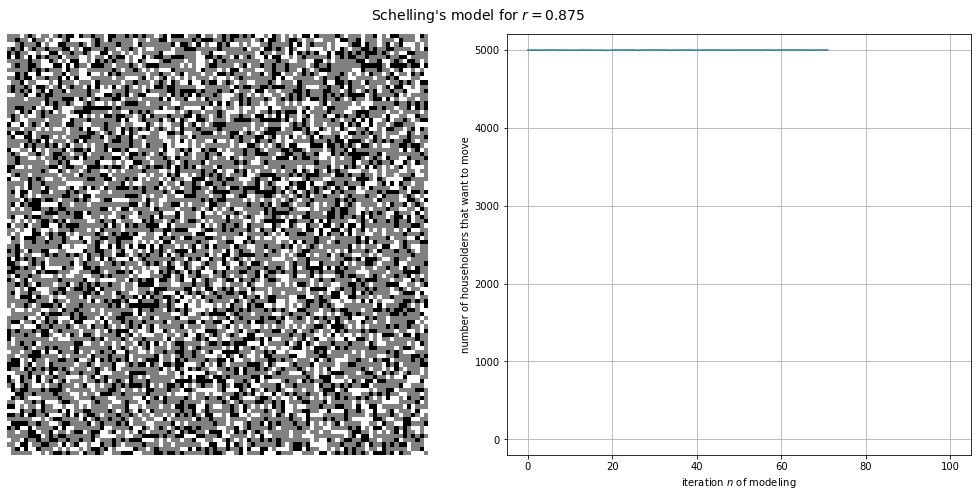 Schelling's model for r = 0.875
number of householders that want to move
5000
4000
3000
2000
1000
0
0 20 40 60 80 100
iteration n of modeling